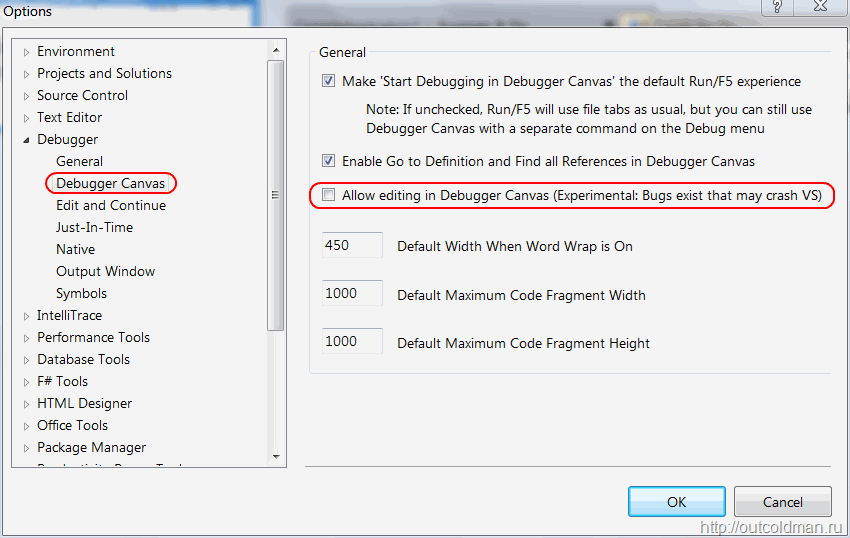 Options
Environment
Projects and Solutions
Source Control
Text Editor
Debugger
General
Debugger Canvas
Edit and Continue
Just-In-Time
Native
Output Window
Symbols
IntelliTrace
Performance Tools
Database Tools
F# Tools
HTML Designer
Office Tools
Package Manager
General
Make 'Start Debugging in Debugger Canvas' the default Run/F5 experience
Note: If unchecked, Run/F5 will use file tabs as usual, but you can still use
Debugger Canvas with a separate command on the Debug menu
Enable Go to Definition and Find all References in Debugger Canvas
Allow editing in Debugger Canvas (Experimental: Bugs exist that may crash VS)
450 Default Width When Word Wrap is On
1000 Default Maximum Code Fragment Width
1000 Default Maximum Code Fragment Height
OK Cancel
http://outcoldman.ru